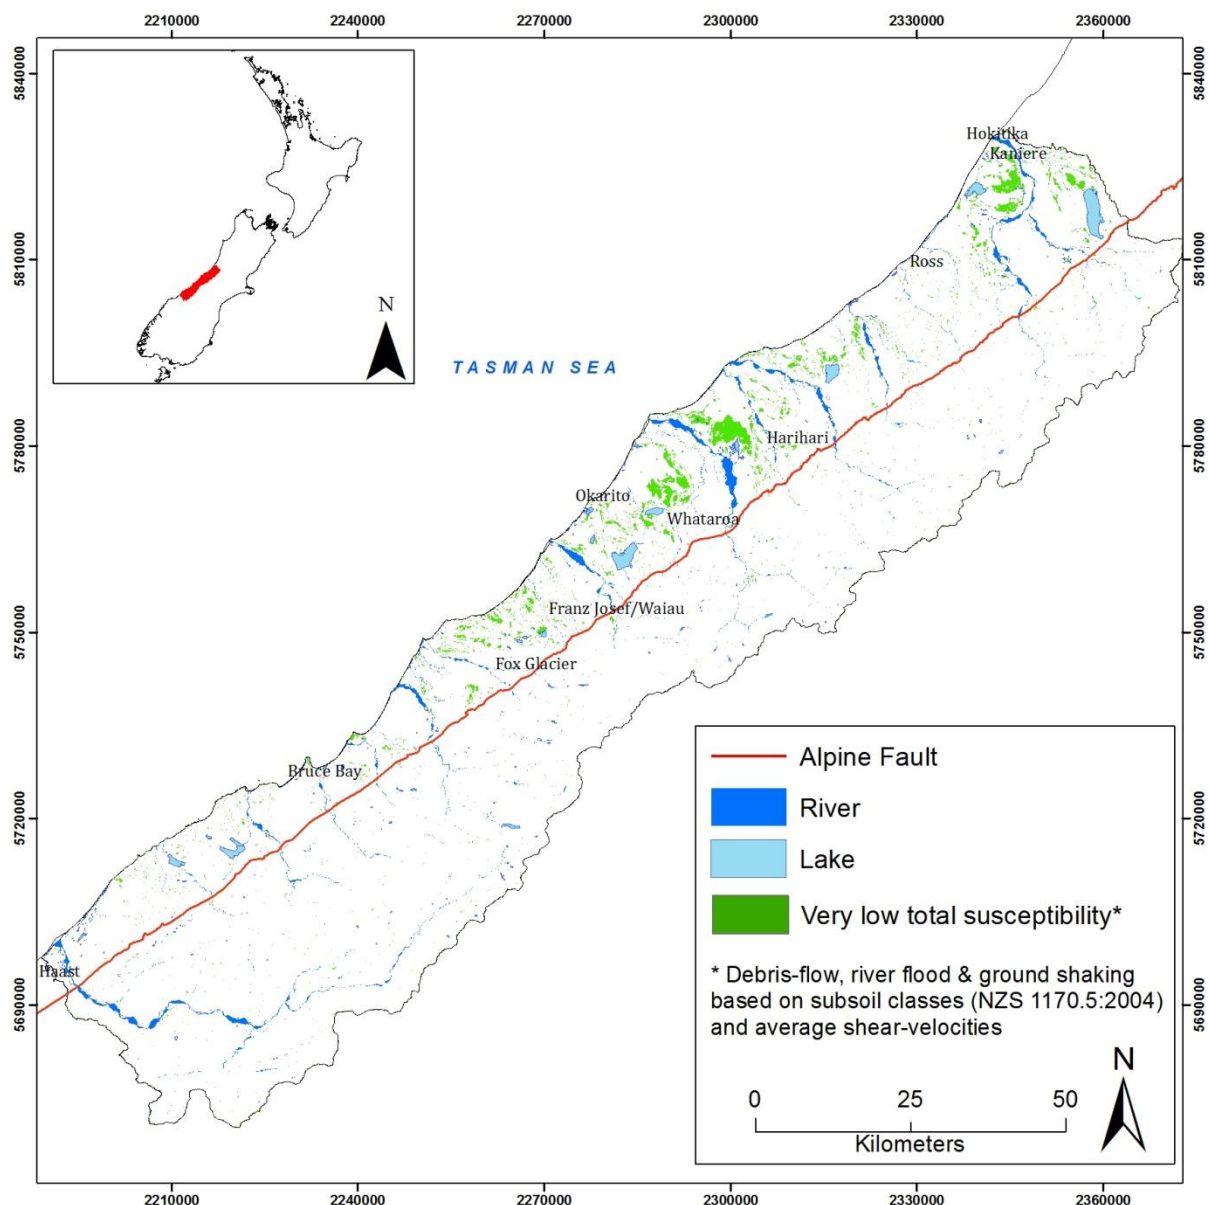 2210000 2240000 2270000 2300000 2330000 2360000
5840000
5840000
N
Hokitika
Kaniere
5810000
5810000
Ross
TASMAN SEA
5780000
5780000
Harihari
Okarito
Whataroa
Franz Josef/Waiau
5750000
5750000
Fox Glacier
Bruce Bay
5720000
5720000
Haast
5690000
5690000
Alpine Fault
River
Lake
Very low total susceptibility*
* Debris-flow, river flood & ground shaking
based on subsoil classes (NZS 1170.5:2004)
and average shear-velocities
N
0 25 50
Kilometers
2210000 2240000 2270000 2300000 2330000 2360000